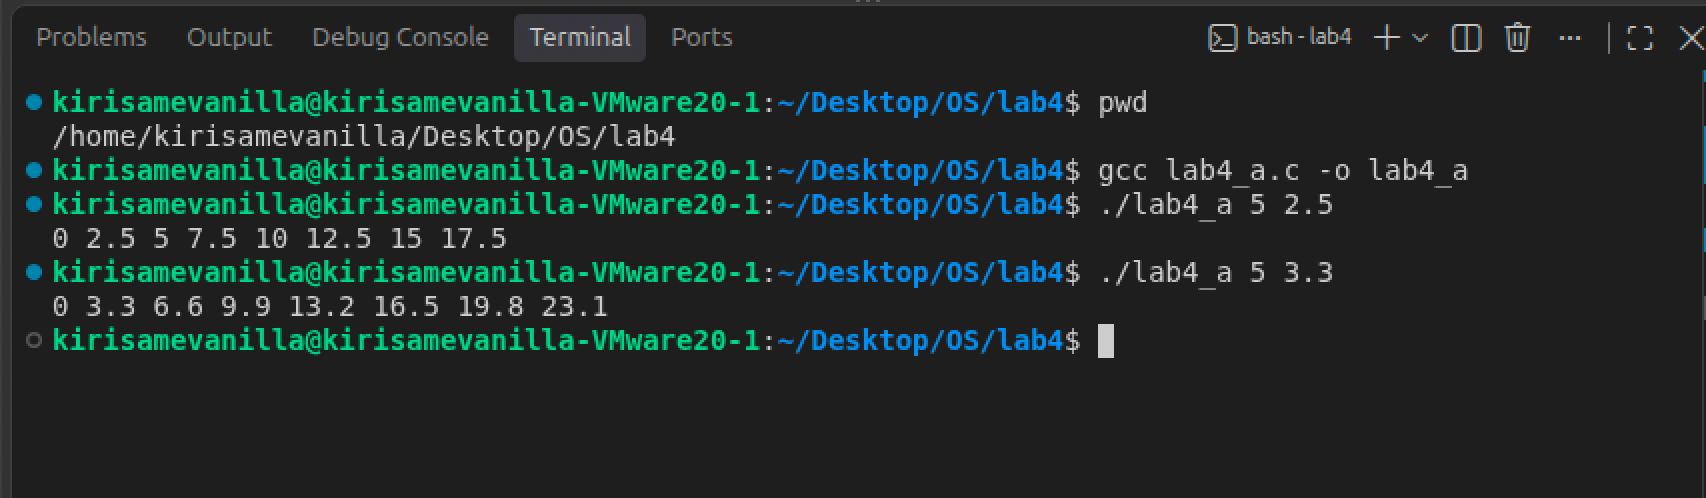 Problems Output Debug Console Terminal Ports bash - lab4
kirisamevanilla@kirisamevanilla-VMware20-1:~/Desktop/OS/lab4$ pwd
/home/kirisamevanilla/Desktop/OS/lab4
kirisamevanilla@kirisamevanilla-VMware20-1:~/Desktop/OS/lab4$ gcc lab4_a.c -o lab4_a
kirisamevanilla@kirisamevanilla-VMware20-1:~/Desktop/OS/lab4$ ./lab4_a 5 2.5
0 2.5 5 7.5 10 12.5 15 17.5
kirisamevanilla@kirisamevanilla-VMware20-1:~/Desktop/OS/lab4$ ./lab4_a 5 3.3
0 3.3 6.6 9.9 13.2 16.5 19.8 23.1
kirisamevanilla@kirisamevanilla-VMware20-1:~/Desktop/OS/lab4$